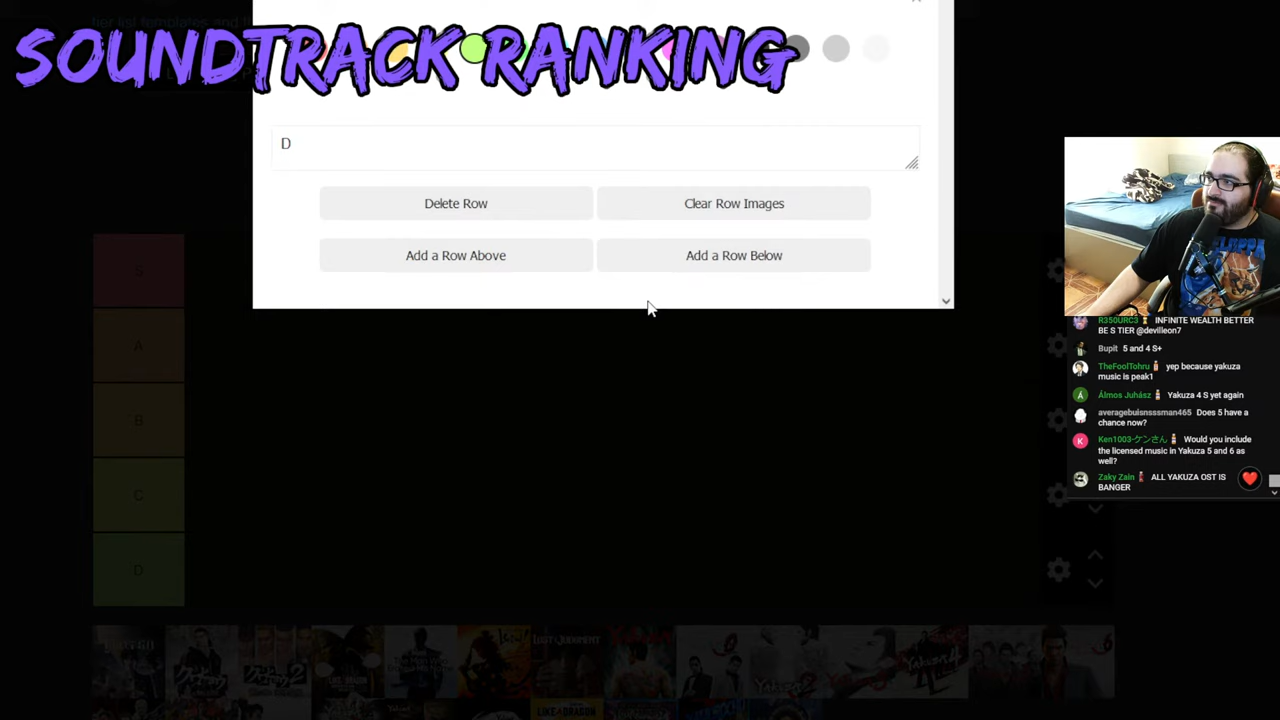 SOUNDTRACK RANKING
D
Delete Row
Clear Row Images
Add a Row Above
Add a Row Below
S
A
B
C
D
R350URC3 INFINITE WEALTH BETTER
BE S TIER @devilleon7
Bupit 5 and 4 S+
TheFoolTohru yep because yakuza
music is peak1
Álmos Juhász Yakuza 4 S yet again
averagebuisnsssman465 Does 5 have a
chance now?
Ken1003-ケンさん Would you include
the licensed music in Yakuza 5 and 6 as
well?
Zaky Zain ALL YAKUZA OST IS
BANGER